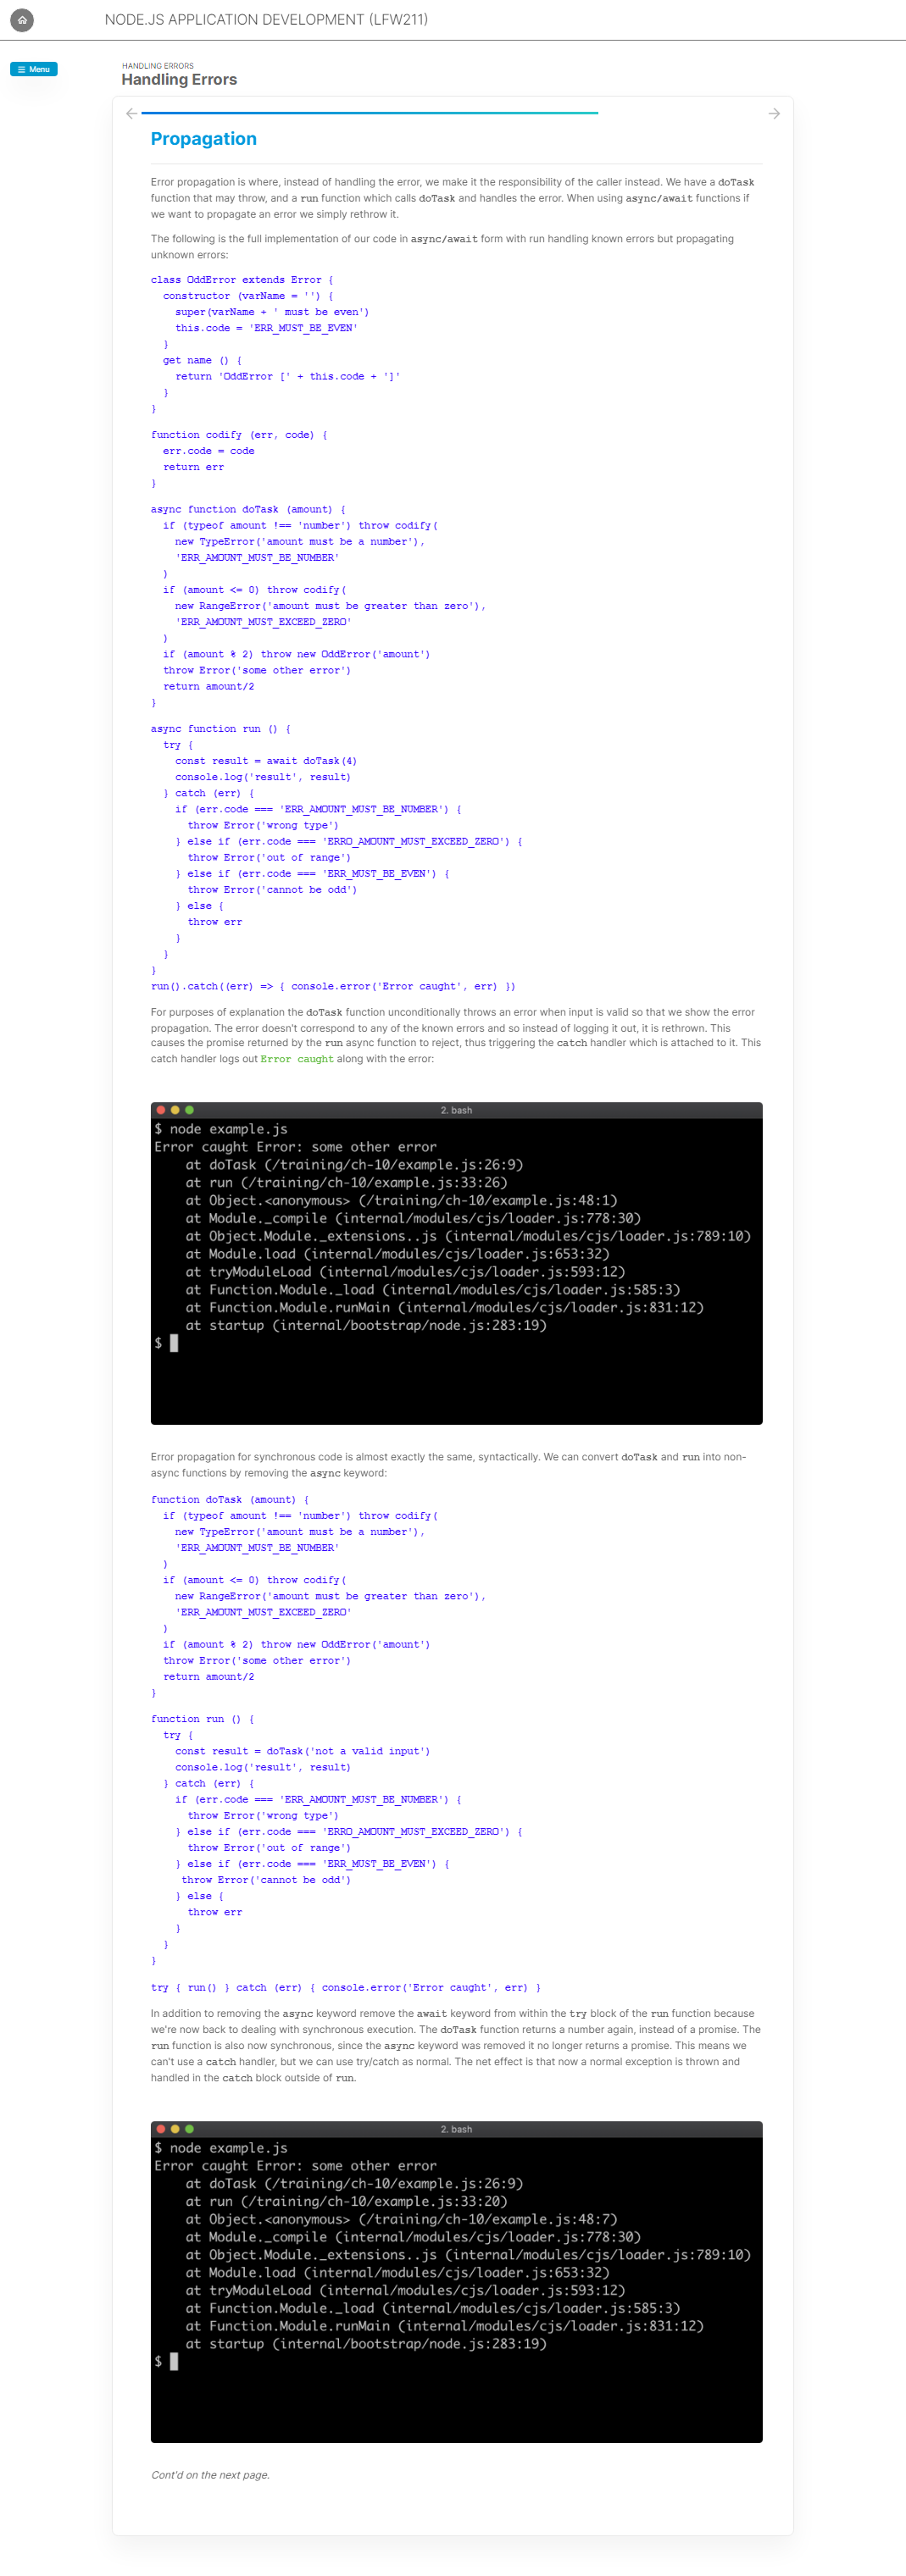 NODE.JS APPLICATION DEVELOPMENT (LFW211)
Menu
HANDLING ERRORS
Handling Errors
Propagation
Error propagation is where, instead of handling the error, we make it the responsibility of the caller instead. We have a doTask
function that may throw, and a run function which calls doTask and handles the error. When using async/await functions if
we want to propagate an error we simply rethrow it.
The following is the full implementation of our code in async/await form with run handling known errors but propagating
unknown errors:
class OddError extends Error {
  constructor (varName = '') {
    super(varName + ' must be even')
    this.code = 'ERR_MUST_BE_EVEN'
  }
  get name () {
    return 'OddError [' + this.code + ']'
  }
}
function codify (err, code) {
  err.code = code
  return err
}
async function doTask (amount) {
  if (typeof amount !== 'number') throw codify(
    new TypeError('amount must be a number'),
    'ERR_AMOUNT_MUST_BE_NUMBER'
  )
  if (amount <= 0) throw codify(
    new RangeError('amount must be greater than zero'),
    'ERR_AMOUNT_MUST_EXCEED_ZERO'
  )
  if (amount % 2) throw new OddError('amount')
  throw Error('some other error')
  return amount/2
}
async function run () {
  try {
    const result = await doTask(4)
    console.log('result', result)
  } catch (err) {
    if (err.code === 'ERR_AMOUNT_MUST_BE_NUMBER') {
      throw Error('wrong type')
    } else if (err.code === 'ERRO_AMOUNT_MUST_EXCEED_ZERO') {
      throw Error('out of range')
    } else if (err.code === 'ERR_MUST_BE_EVEN') {
      throw Error('cannot be odd')
    } else {
      throw err
    }
  }
}
run().catch((err) => { console.error('Error caught', err) })
For purposes of explanation the doTask function unconditionally throws an error when input is valid so that we show the error
propagation. The error doesn't correspond to any of the known errors and so instead of logging it out, it is rethrown. This
causes the promise returned by the run async function to reject, thus triggering the catch handler which is attached to it. This
catch handler logs out Error caught along with the error:
2. bash
$ node example.js
Error caught Error: some other error
    at doTask (/training/ch-10/example.js:26:9)
    at run (/training/ch-10/example.js:33:26)
    at Object.<anonymous> (/training/ch-10/example.js:48:1)
    at Module._compile (internal/modules/cjs/loader.js:778:30)
    at Object.Module._extensions..js (internal/modules/cjs/loader.js:789:10)
    at Module.load (internal/modules/cjs/loader.js:653:32)
    at tryModuleLoad (internal/modules/cjs/loader.js:593:12)
    at Function.Module._load (internal/modules/cjs/loader.js:585:3)
    at Function.Module.runMain (internal/modules/cjs/loader.js:831:12)
    at startup (internal/bootstrap/node.js:283:19)
$
Error propagation for synchronous code is almost exactly the same, syntactically. We can convert doTask and run into non-
async functions by removing the async keyword:
function doTask (amount) {
  if (typeof amount !== 'number') throw codify(
    new TypeError('amount must be a number'),
    'ERR_AMOUNT_MUST_BE_NUMBER'
  )
  if (amount <= 0) throw codify(
    new RangeError('amount must be greater than zero'),
    'ERR_AMOUNT_MUST_EXCEED_ZERO'
  )
  if (amount % 2) throw new OddError('amount')
  throw Error('some other error')
  return amount/2
}
function run () {
  try {
    const result = doTask('not a valid input')
    console.log('result', result)
  } catch (err) {
    if (err.code === 'ERR_AMOUNT_MUST_BE_NUMBER') {
      throw Error('wrong type')
    } else if (err.code === 'ERRO_AMOUNT_MUST_EXCEED_ZERO') {
      throw Error('out of range')
    } else if (err.code === 'ERR_MUST_BE_EVEN') {
     throw Error('cannot be odd')
    } else {
      throw err
    }
  }
}
try { run() } catch (err) { console.error('Error caught', err) }
In addition to removing the async keyword remove the await keyword from within the try block of the run function because
we're now back to dealing with synchronous execution. The doTask function returns a number again, instead of a promise. The
run function is also now synchronous, since the async keyword was removed it no longer returns a promise. This means we
can't use a catch handler, but we can use try/catch as normal. The net effect is that now a normal exception is thrown and
handled in the catch block outside of run.
2. bash
$ node example.js
Error caught Error: some other error
    at doTask (/training/ch-10/example.js:26:9)
    at run (/training/ch-10/example.js:33:20)
    at Object.<anonymous> (/training/ch-10/example.js:48:7)
    at Module._compile (internal/modules/cjs/loader.js:778:30)
    at Object.Module._extensions..js (internal/modules/cjs/loader.js:789:10)
    at Module.load (internal/modules/cjs/loader.js:653:32)
    at tryModuleLoad (internal/modules/cjs/loader.js:593:12)
    at Function.Module._load (internal/modules/cjs/loader.js:585:3)
    at Function.Module.runMain (internal/modules/cjs/loader.js:831:12)
    at startup (internal/bootstrap/node.js:283:19)
$
Cont'd on the next page.